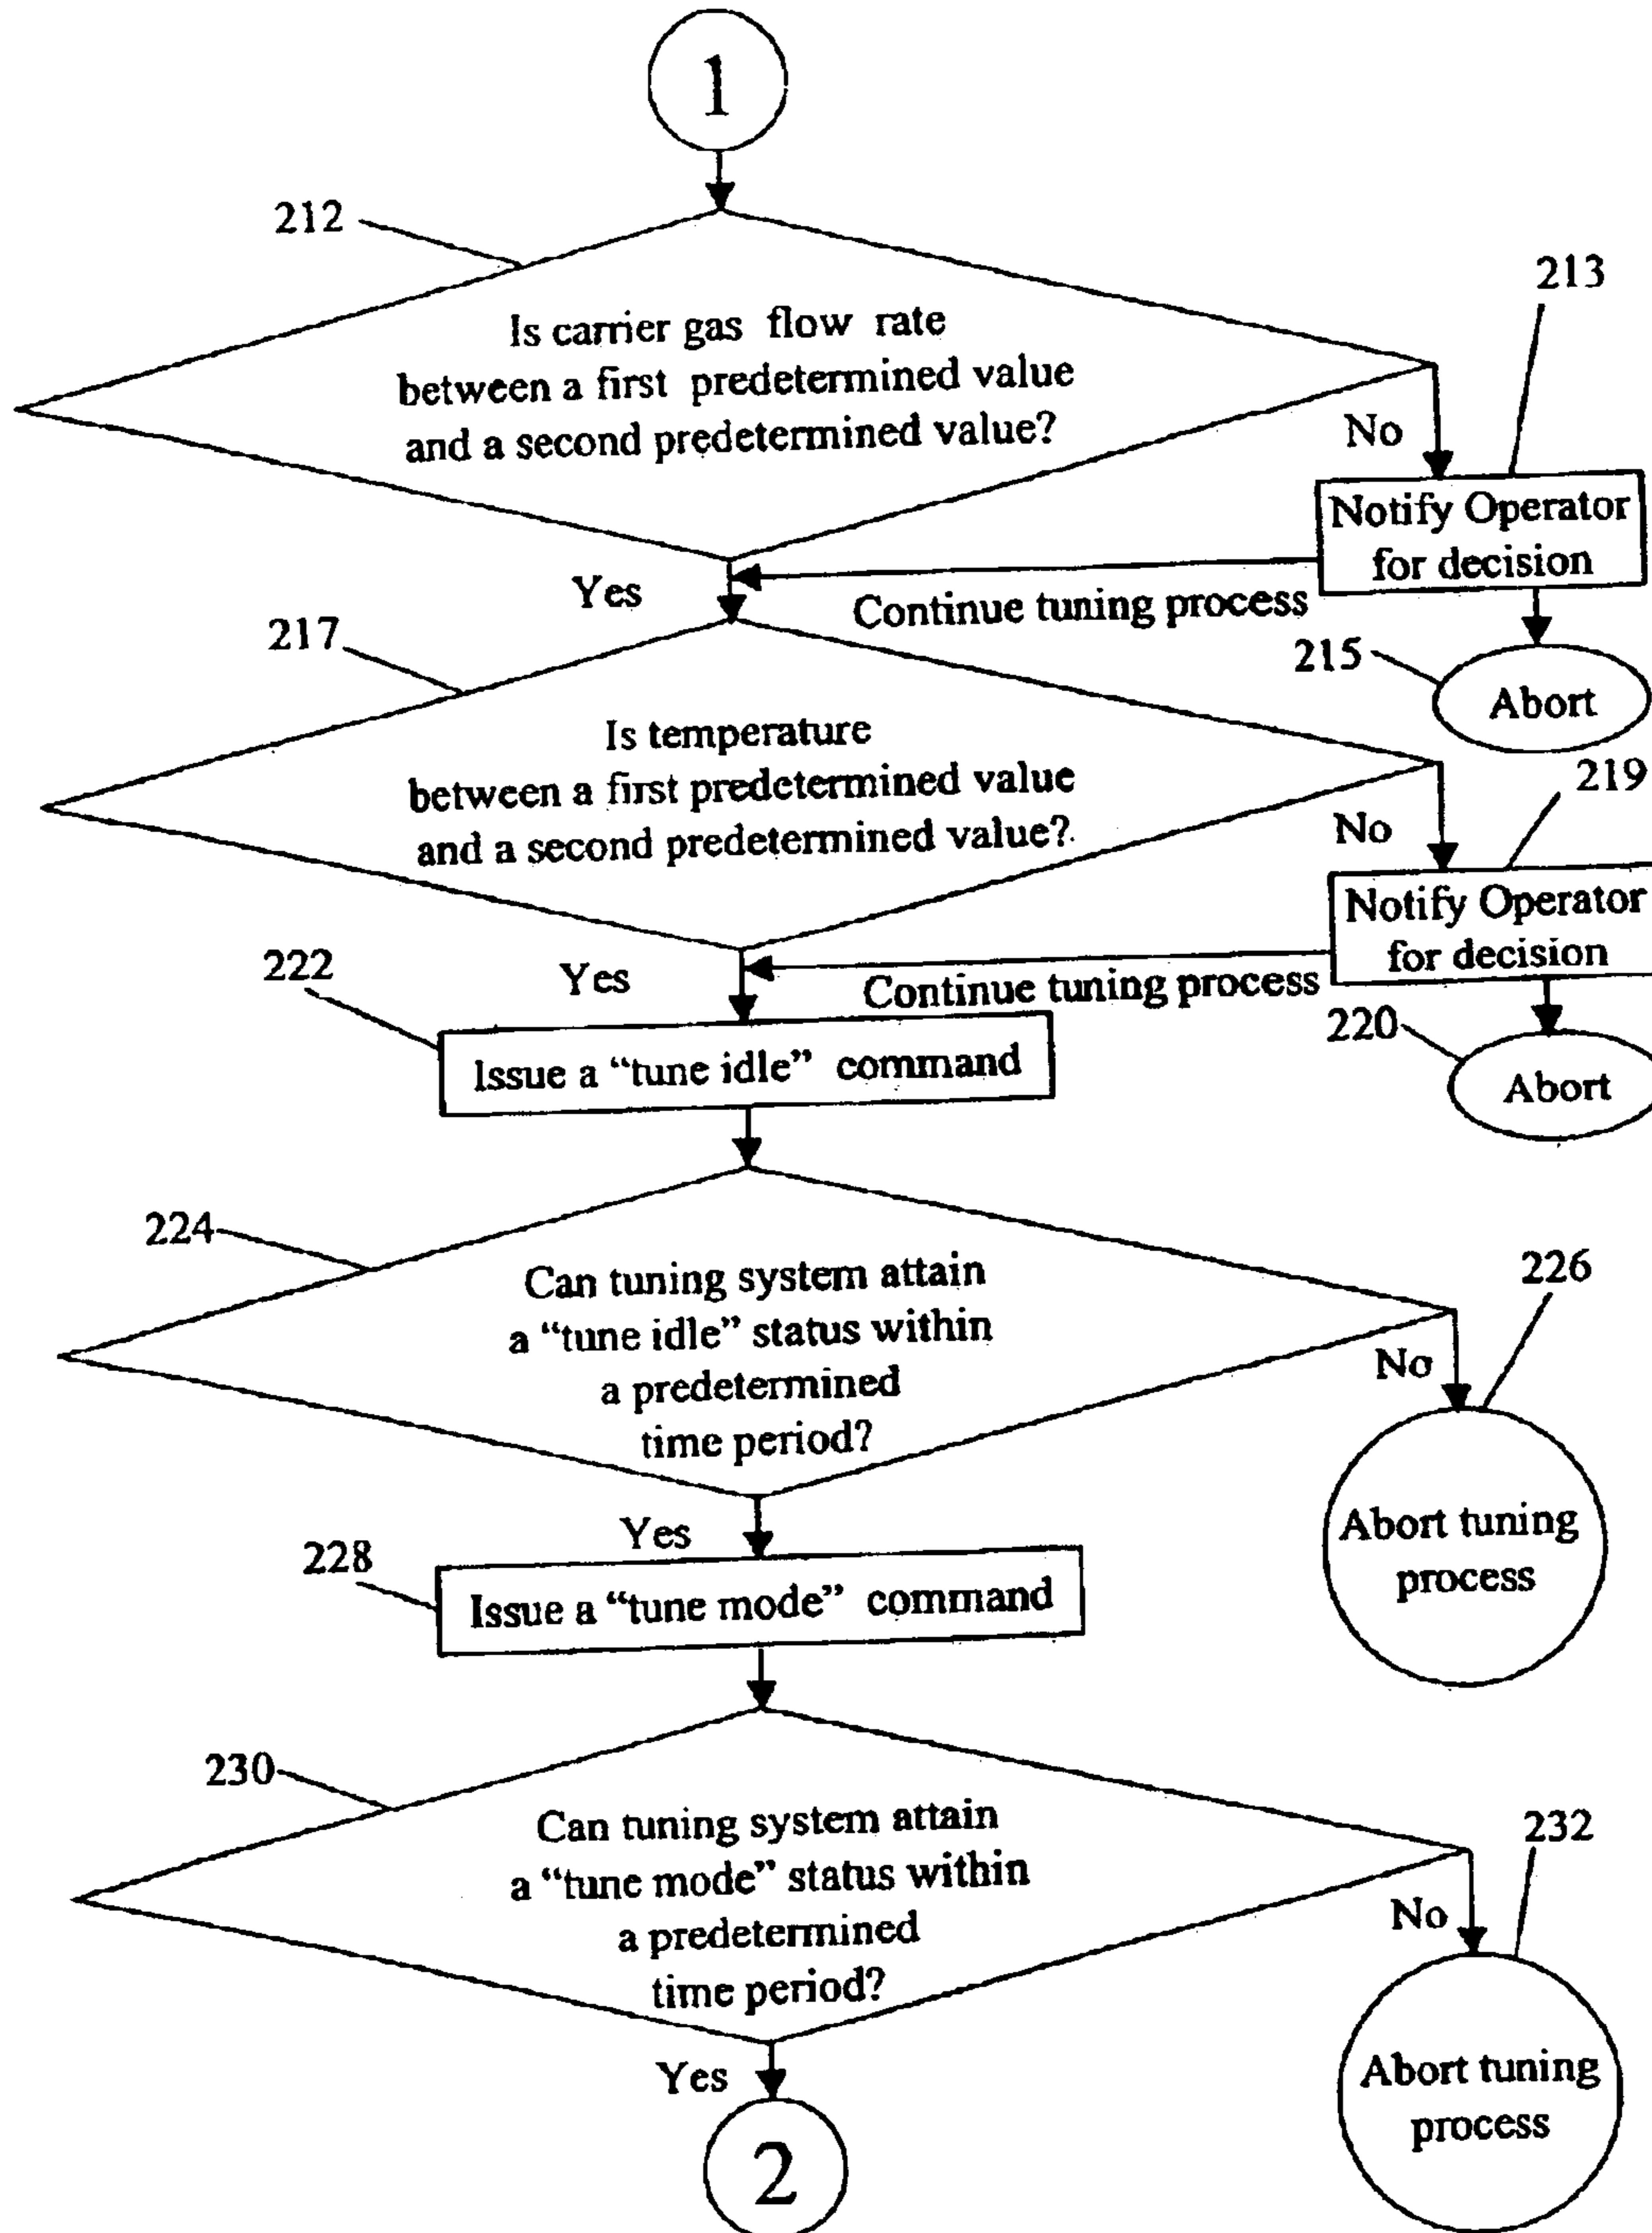 1
212
Is carrier gas flow rate
between a first predetermined value
and a second predetermined value?
213
No
Notify Operator
for decision
Yes
Continue tuning process
215
Abort
217
Is temperature
between a first predetermined value
and a second predetermined value?
219
No
Notify Operator
for decision
Yes
Continue tuning process
220
Abort
222
Issue a “tune idle” command
224
Can tuning system attain
a “tune idle” status within
a predetermined
time period?
226
No
Abort tuning
process
Yes
228
Issue a “tune mode” command
230
Can tuning system attain
a “tune mode” status within
a predetermined
time period?
232
No
Abort tuning
process
Yes
2